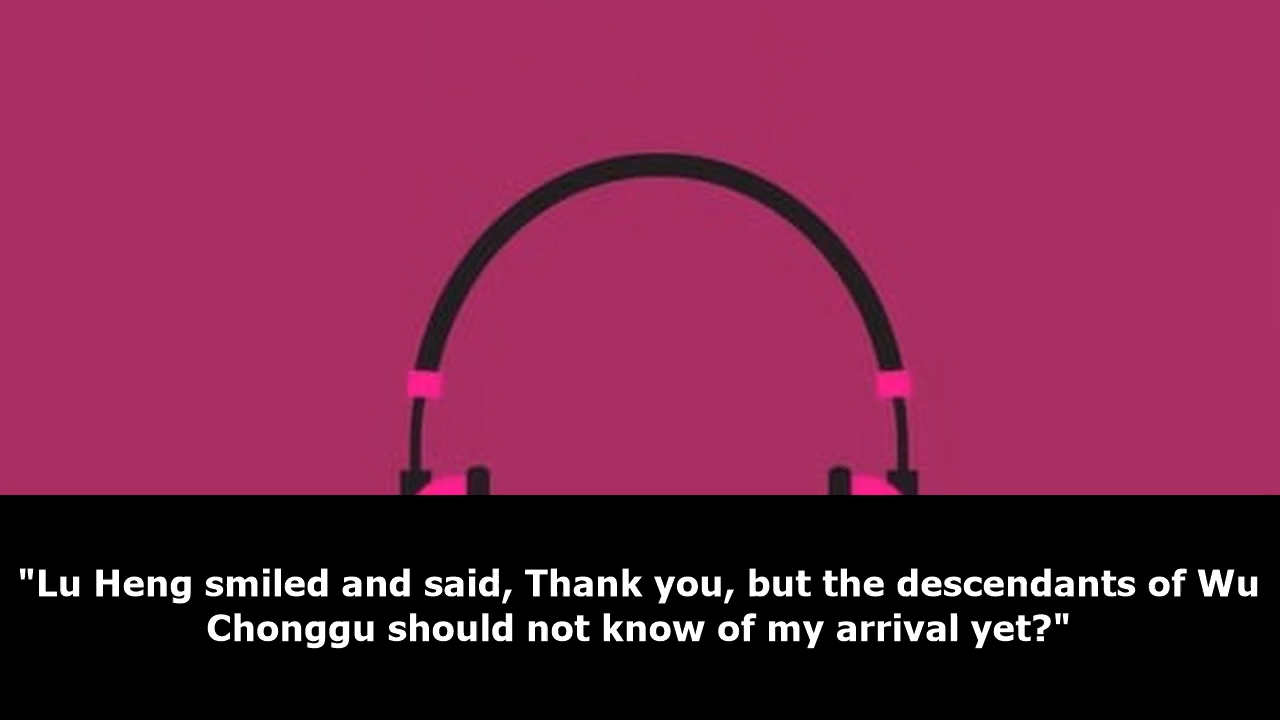 "Lu Heng smiled and said, Thank you, but the descendants of Wu
Chonggu should not know of my arrival yet?"